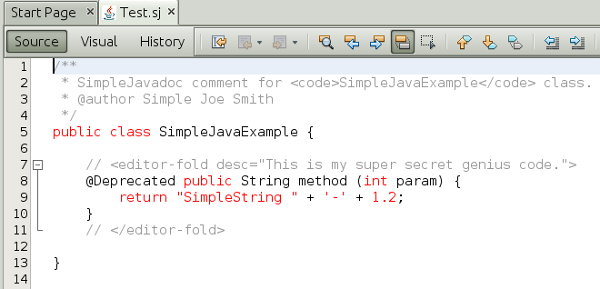 Start Page × Test.sj ×
Source Visual History
1 /**
2  * SimpleJavadoc comment for <code>SimpleJavaExample</code> class.
3  * @author Simple Joe Smith
4  */
5 public class SimpleJavaExample {
6
7     // <editor-fold desc="This is my super secret genius code.">
8     @Deprecated public String method (int param) {
9         return "SimpleString " + '-' + 1.2;
10     }
11     // </editor-fold>
12
13 }
14